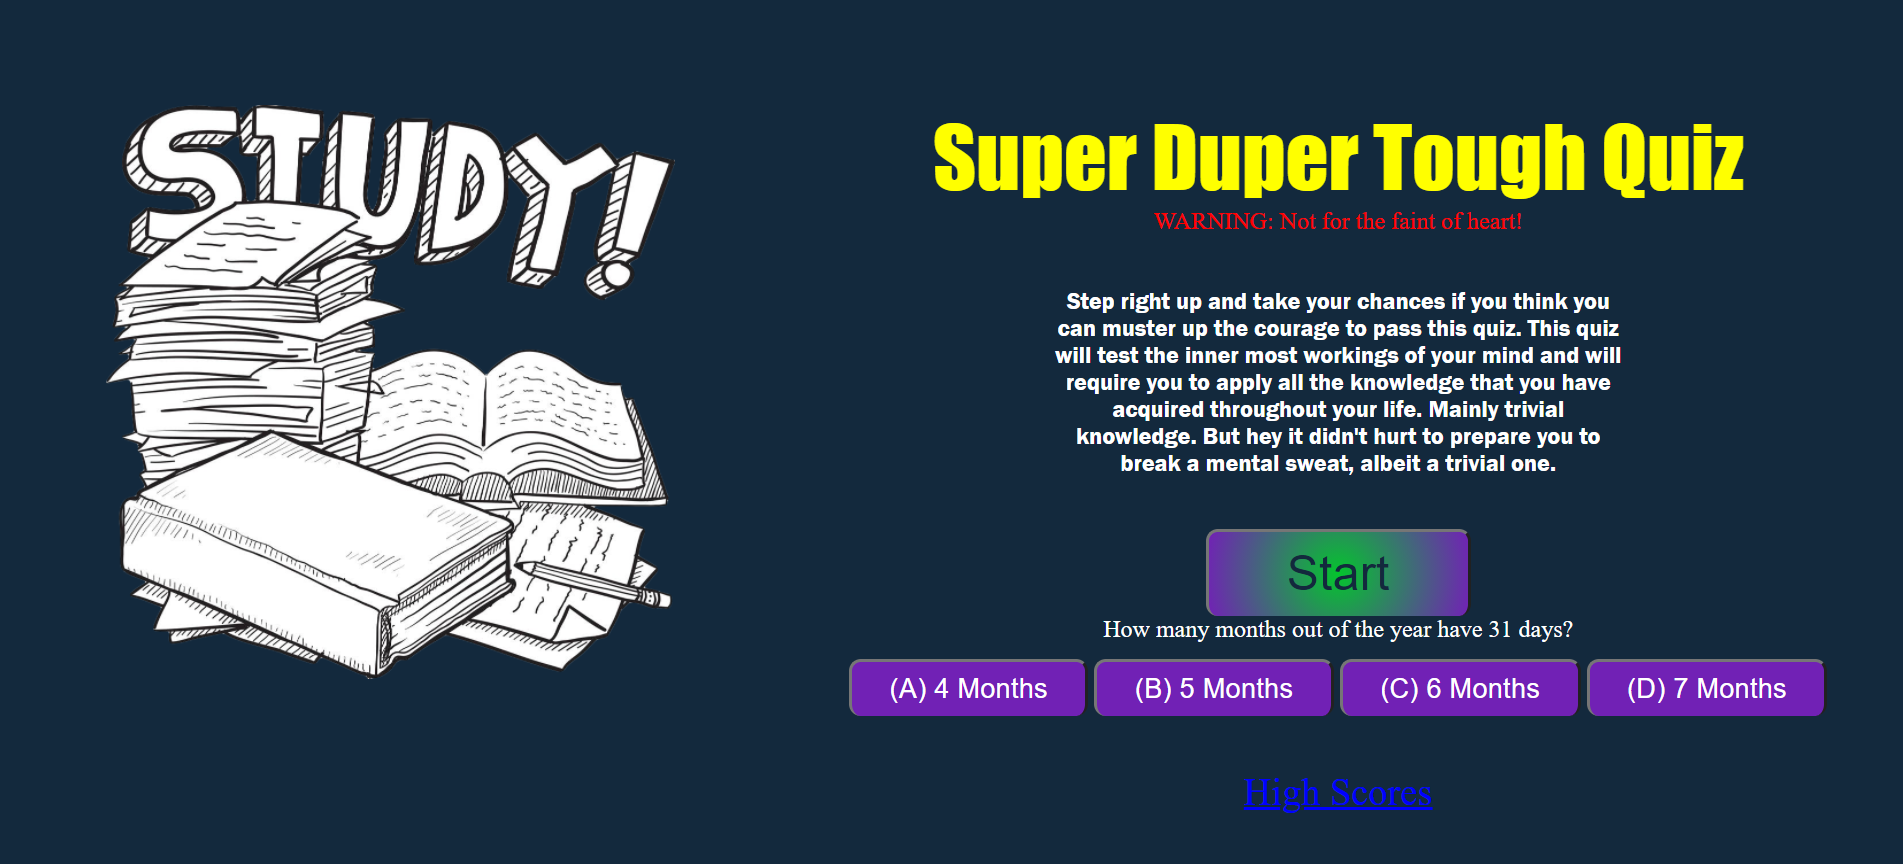 STUDY!
Super Duper Tough Quiz
WARNING: Not for the faint of heart!
Step right up and take your chances if you think you
can muster up the courage to pass this quiz. This quiz
will test the inner most workings of your mind and will
require you to apply all the knowledge that you have
acquired throughout your life. Mainly trivial
knowledge. But hey it didn't hurt to prepare you to
break a mental sweat, albeit a trivial one.
Start
How many months out of the year have 31 days?
(A) 4 Months (B) 5 Months (C) 6 Months (D) 7 Months
High Scores